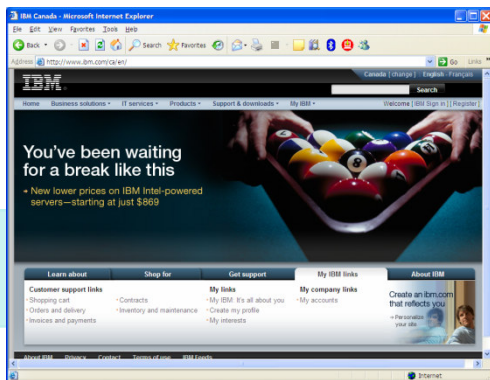 IBM Canada - Microsoft Internet Explorer
File Edit View Favorites Tools Help
Back Search Favorites
Address http://www.ibm.com/ca/en/ Go Links
Canada [ change ] English - Français
IBM
Search
Home Business solutions IT services Products Support & downloads My IBM Welcome [ IBM Sign in ] [ Register ]
You've been waiting
for a break like this
New lower prices on IBM Intel-powered
servers—starting at just $869
8
Learn about Shop for Get support My IBM links About IBM
Customer support links My links My company links
Shopping cart Contracts My IBM: It's all about you My accounts
Orders and delivery Inventory and maintenance Create my profile
Invoices and payments My interests
Create an ibm.com
that reflects you
Personalize
your site
About IBM Privacy Contact Terms of use IBM Feeds
Internet